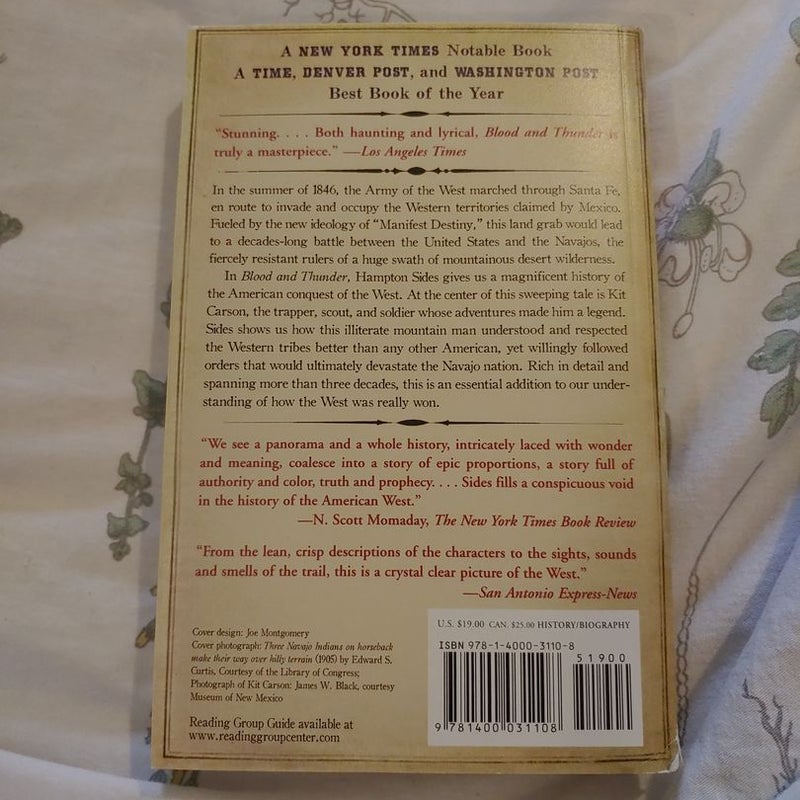 A NEW YORK TIMES Notable Book
A TIME, DENVER POST, and WASHINGTON POST
Best Book of the Year
“Stunning. . . . Both haunting and lyrical, Blood and Thunder is
truly a masterpiece.” —Los Angeles Times
In the summer of 1846, the Army of the West marched through Santa Fe,
en route to invade and occupy the Western territories claimed by Mexico.
Fueled by the new ideology of “Manifest Destiny,” this land grab would lead
to a decades-long battle between the United States and the Navajos, the
fiercely resistant rulers of a huge swath of mountainous desert wilderness.
In Blood and Thunder, Hampton Sides gives us a magnificent history of
the American conquest of the West. At the center of this sweeping tale is Kit
Carson, the trapper, scout, and soldier whose adventures made him a legend.
Sides shows us how this illiterate mountain man understood and respected
the Western tribes better than any other American, yet willingly followed
orders that would ultimately devastate the Navajo nation. Rich in detail and
spanning more than three decades, this is an essential addition to our under-
standing of how the West was really won.
“We see a panorama and a whole history, intricately laced with wonder
and meaning, coalesce into a story of epic proportions, a story full of
authority and color, truth and prophecy. . . . Sides fills a conspicuous void
in the history of the American West.”
—N. Scott Momaday, The New York Times Book Review
“From the lean, crisp descriptions of the characters to the sights, sounds
and smells of the trail, this is a crystal clear picture of the West.”
—San Antonio Express-News
Cover design: Joe Montgomery
Cover photograph: Three Navajo Indians on horseback
make their way over hilly terrain (1905) by Edward S.
Curtis, Courtesy of the Library of Congress;
Photograph of Kit Carson: James W. Black, courtesy
Museum of New Mexico
Reading Group Guide available at
www.readinggroupcenter.com
U.S. $19.00 CAN. $25.00 HISTORY/BIOGRAPHY
ISBN 978-1-4000-3110-8
51900
9 781400 031108